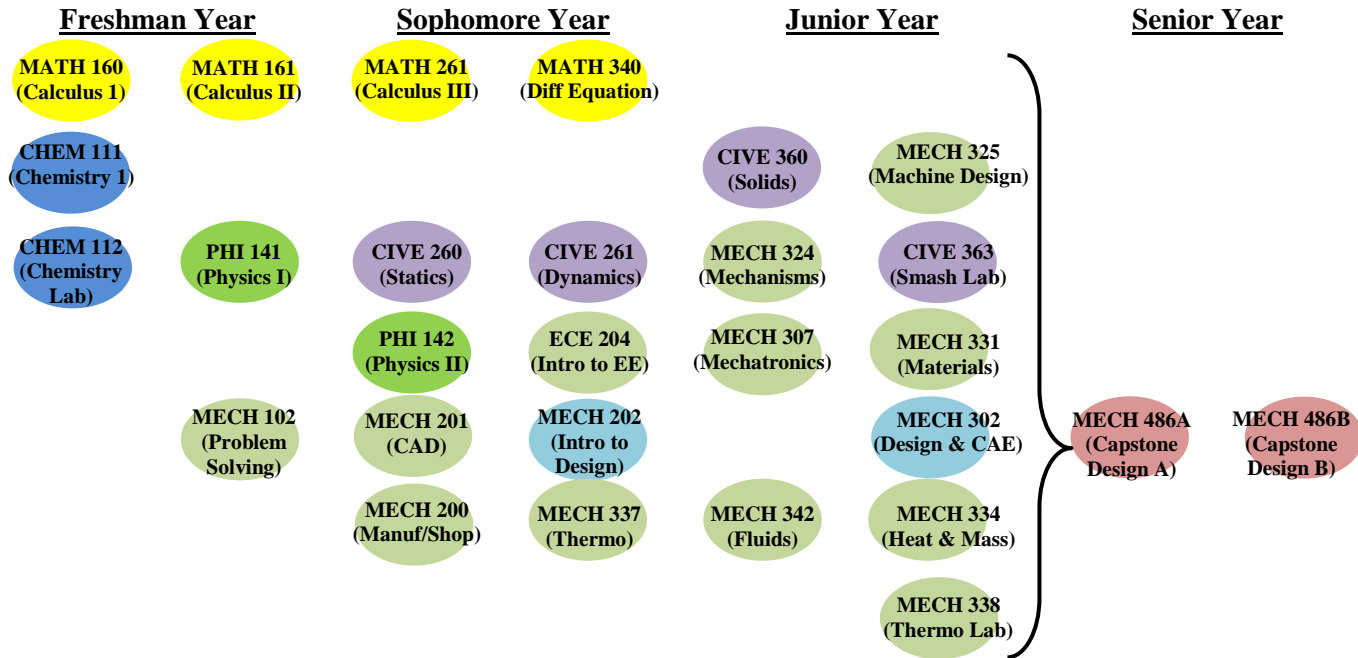 Freshman Year
Sophomore Year
Junior Year
Senior Year
MATH 160
(Calculus 1)
MATH 161
(Calculus II)
MATH 261
(Calculus III)
MATH 340
(Diff Equation)
CHEM 111
(Chemistry 1)
CIVE 360
(Solids)
MECH 325
(Machine Design)
CHEM 112
(Chemistry
Lab)
PHI 141
(Physics I)
CIVE 260
(Statics)
CIVE 261
(Dynamics)
MECH 324
(Mechanisms)
CIVE 363
(Smash Lab)
PHI 142
(Physics II)
ECE 204
(Intro to EE)
MECH 307
(Mechatronics)
MECH 331
(Materials)
MECH 102
(Problem
Solving)
MECH 201
(CAD)
MECH 202
(Intro to
Design)
MECH 302
(Design & CAE)
MECH 486A
(Capstone
Design A)
MECH 486B
(Capstone
Design B)
MECH 200
(Manuf/Shop)
MECH 337
(Thermo)
MECH 342
(Fluids)
MECH 334
(Heat & Mass)
MECH 338
(Thermo Lab)